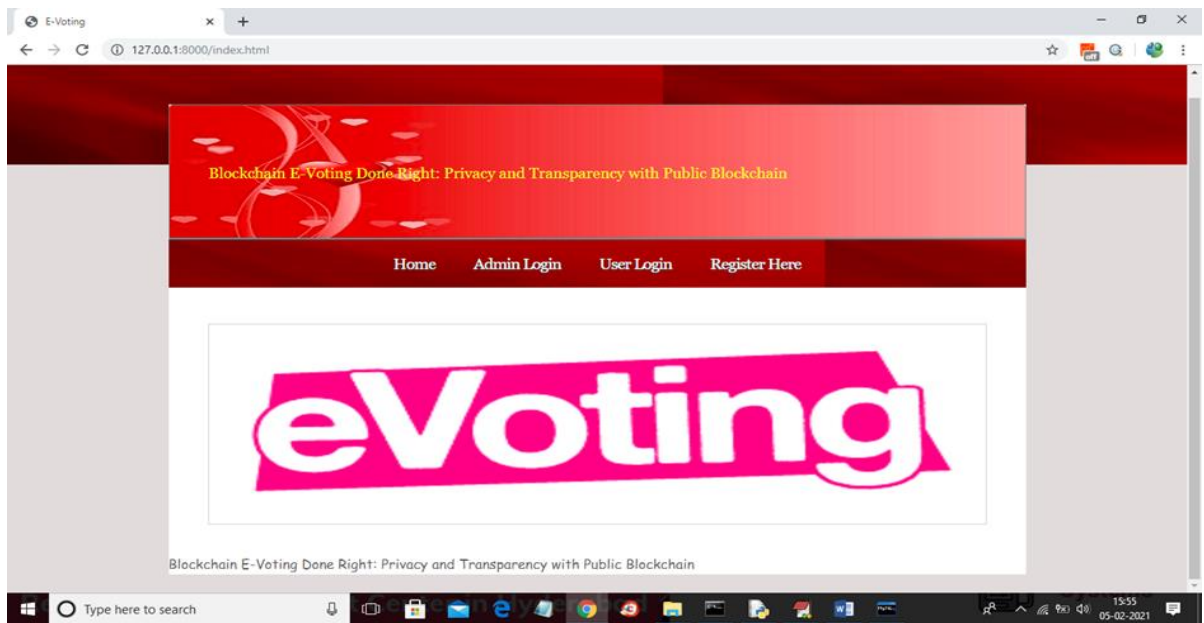 E-Voting
127.0.0.1:8000/index.html
off
Blockchain E-Voting Done Right: Privacy and Transparency with Public Blockchain
Home Admin Login User Login Register Here
eVoting
Blockchain E-Voting Done Right: Privacy and Transparency with Public Blockchain
Type here to search
15:55
05-02-2021